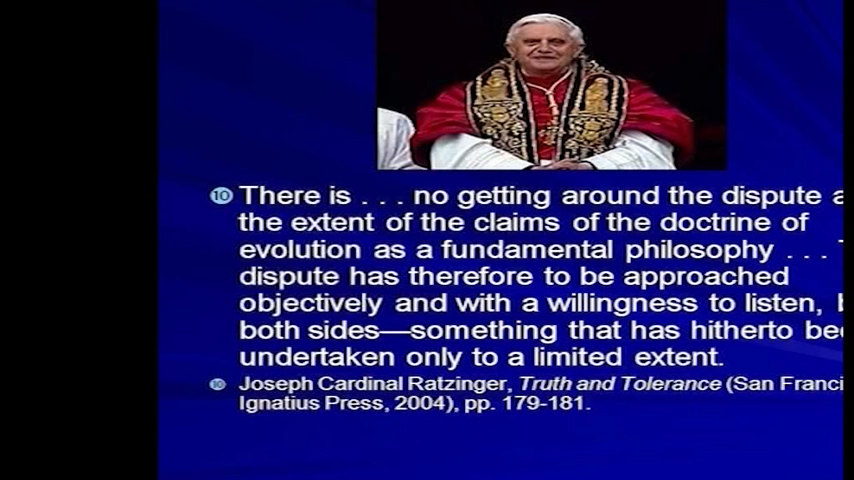 There is . . . no getting around the dispute
the extent of the claims of the doctrine of
evolution as a fundamental philosophy . . .
dispute has therefore to be approached
objectively and with a willingness to listen,
both sides—something that has hitherto
undertaken only to a limited extent.
Joseph Cardinal Ratzinger, Truth and Tolerance (San
Ignatius Press, 2004), pp. 179-181.